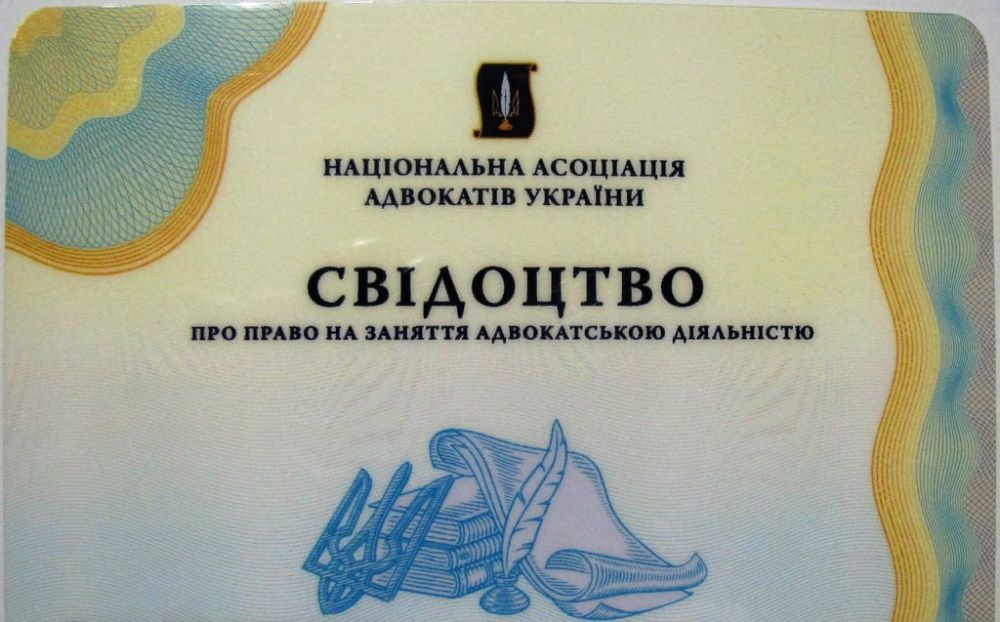 НАЦІОНАЛЬНА АСОЦІАЦІЯ
АДВОКАТІВ УКРАЇНИ
СВІДОЦТВО
ПРО ПРАВО НА ЗАНЯТТЯ АДВОКАТСЬКОЮ ДІЯЛЬНІСТЮ